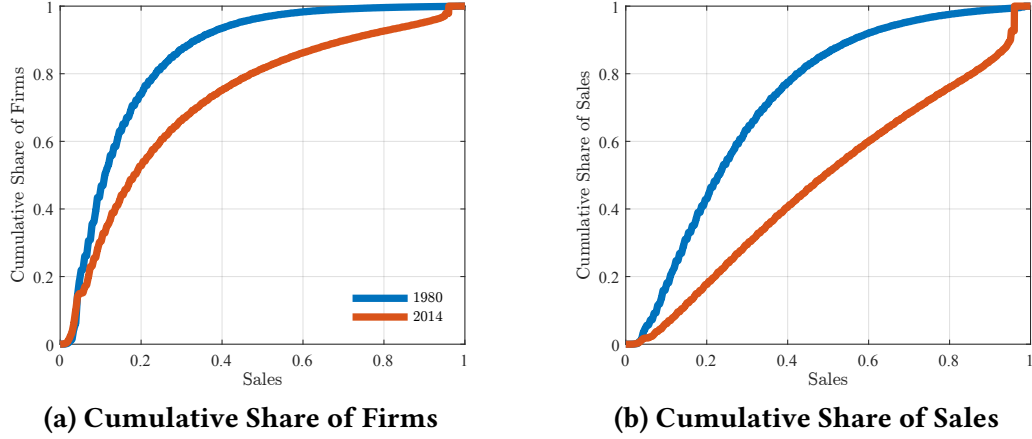 1
0.8
0.6
0.4
0.2
0
Cumulative Share of Firms
0 0.2 0.4 0.6 0.8 1
Sales
1980
2014
(a) Cumulative Share of Firms
1
0.8
0.6
0.4
0.2
0
Cumulative Share of Sales
0 0.2 0.4 0.6 0.8 1
Sales
(b) Cumulative Share of Sales